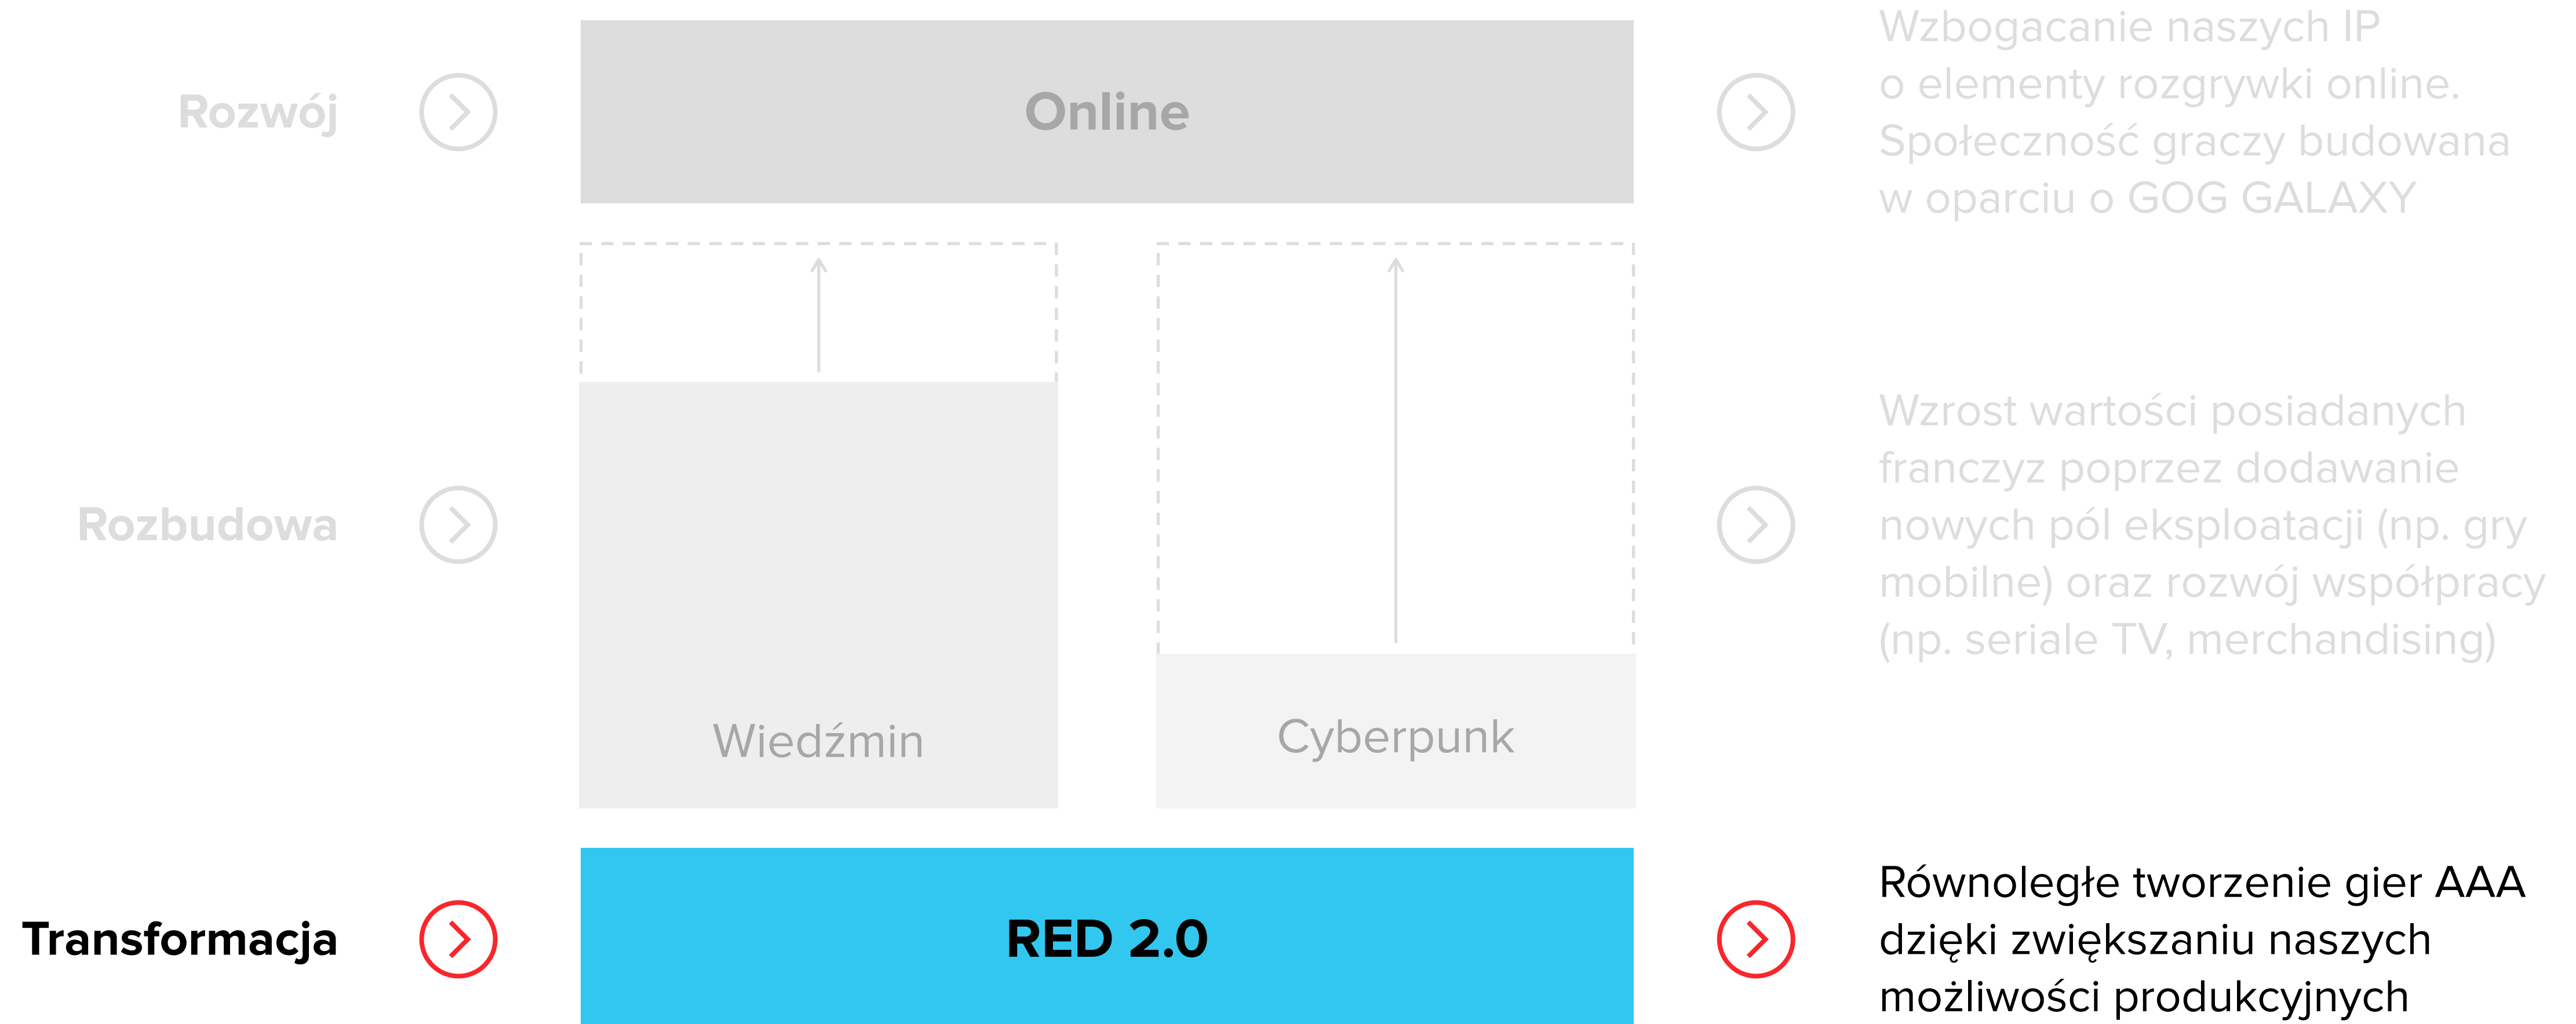 Rozwój
Online
Wzbogacanie naszych IP
o elementy rozgrywki online.
Społeczność graczy budowana
w oparciu o GOG GALAXY
Rozbudowa
Wiedźmin
Cyberpunk
Wzrost wartości posiadanych
franczyz poprzez dodawanie
nowych pól eksploatacji (np. gry
mobilne) oraz rozwój współpracy
(np. seriale TV, merchandising)
Transformacja
RED 2.0
Równoległe tworzenie gier AAA
dzięki zwiększaniu naszych
możliwości produkcyjnych